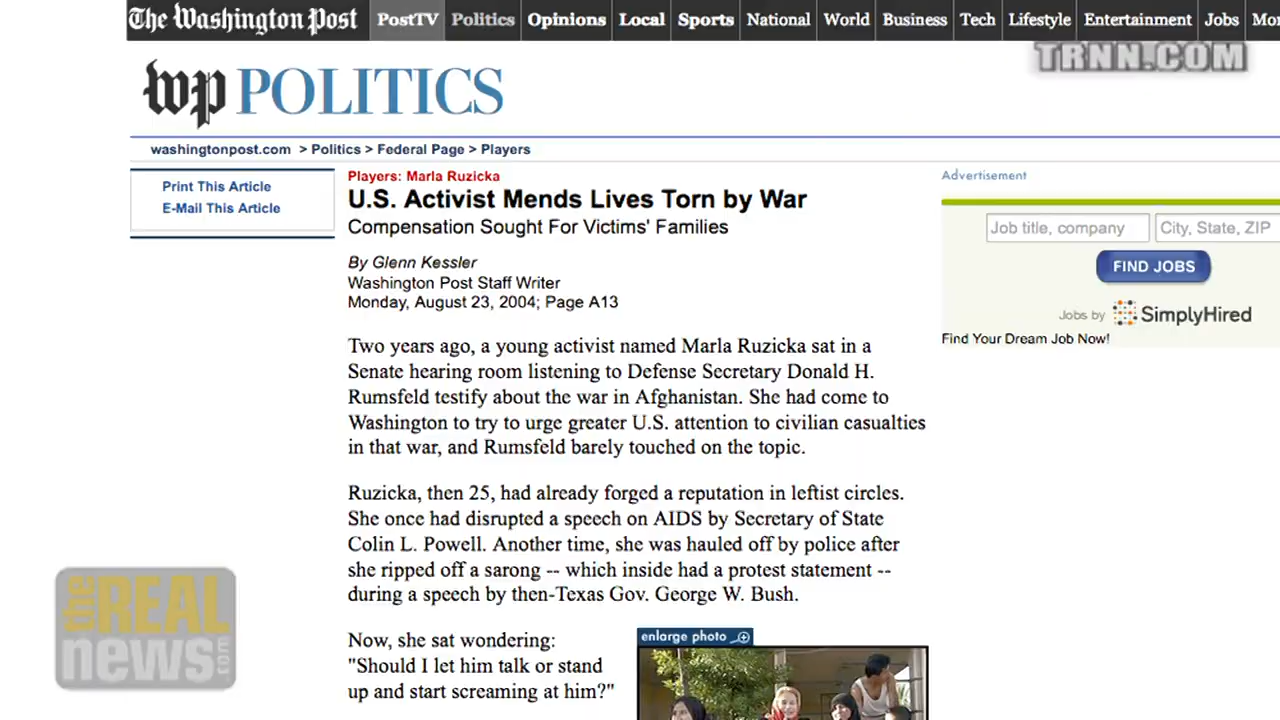 The Washington Post PostTV Politics Opinions Local Sports National World Business Tech Lifestyle Entertainment Jobs Mo
TRNN.COM
wp POLITICS
washingtonpost.com > Politics > Federal Page > Players
Print This Article
E-Mail This Article
Players: Marla Ruzicka
U.S. Activist Mends Lives Torn by War
Compensation Sought For Victims' Families
By Glenn Kessler
Washington Post Staff Writer
Monday, August 23, 2004; Page A13
Two years ago, a young activist named Marla Ruzicka sat in a
Senate hearing room listening to Defense Secretary Donald H.
Rumsfeld testify about the war in Afghanistan. She had come to
Washington to try to urge greater U.S. attention to civilian casualties
in that war, and Rumsfeld barely touched on the topic.
Ruzicka, then 25, had already forged a reputation in leftist circles.
She once had disrupted a speech on AIDS by Secretary of State
Colin L. Powell. Another time, she was hauled off by police after
she ripped off a sarong -- which inside had a protest statement --
during a speech by then-Texas Gov. George W. Bush.
Now, she sat wondering:
"Should I let him talk or stand
up and start screaming at him?"
enlarge photo
Advertisement
Job title, company
City, State, ZIP
FIND JOBS
Jobs by SimplyHired
Find Your Dream Job Now!
the REAL
news.com